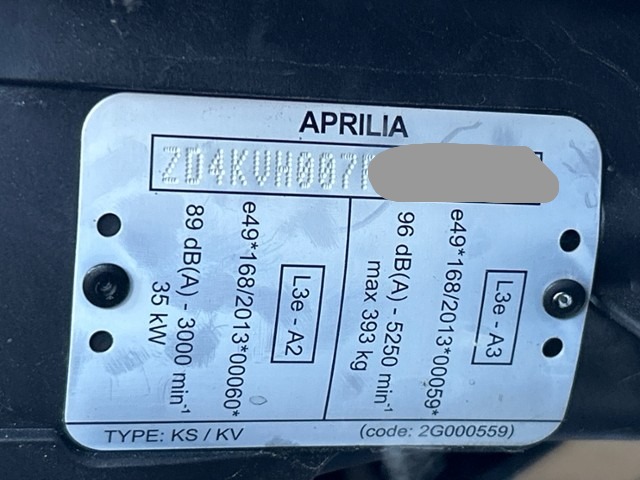 APRILIA
ZD4KVH007
L3e - A2
e49*168/2013*00060*
89 dB(A) - 3000 min⁻¹
35 kW
L3e - A3
e49*168/2013*00059*
96 dB(A) - 5250 min⁻¹
max 393 kg
TYPE: KS / KV
(code: 2G000559)